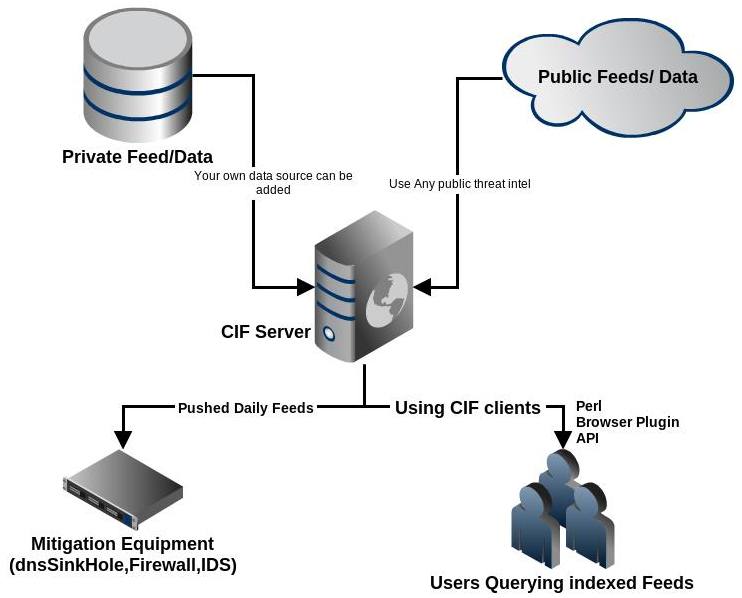 Public Feeds/ Data
Private Feed/Data
Your own data source can be
added
Use Any public threat intel
CIF Server
Pushed Daily Feeds
Using CIF clients
Perl
Browser Plugin
API
Mitigation Equipment
(dnsSinkHole,Firewall,IDS)
Users Querying indexed Feeds